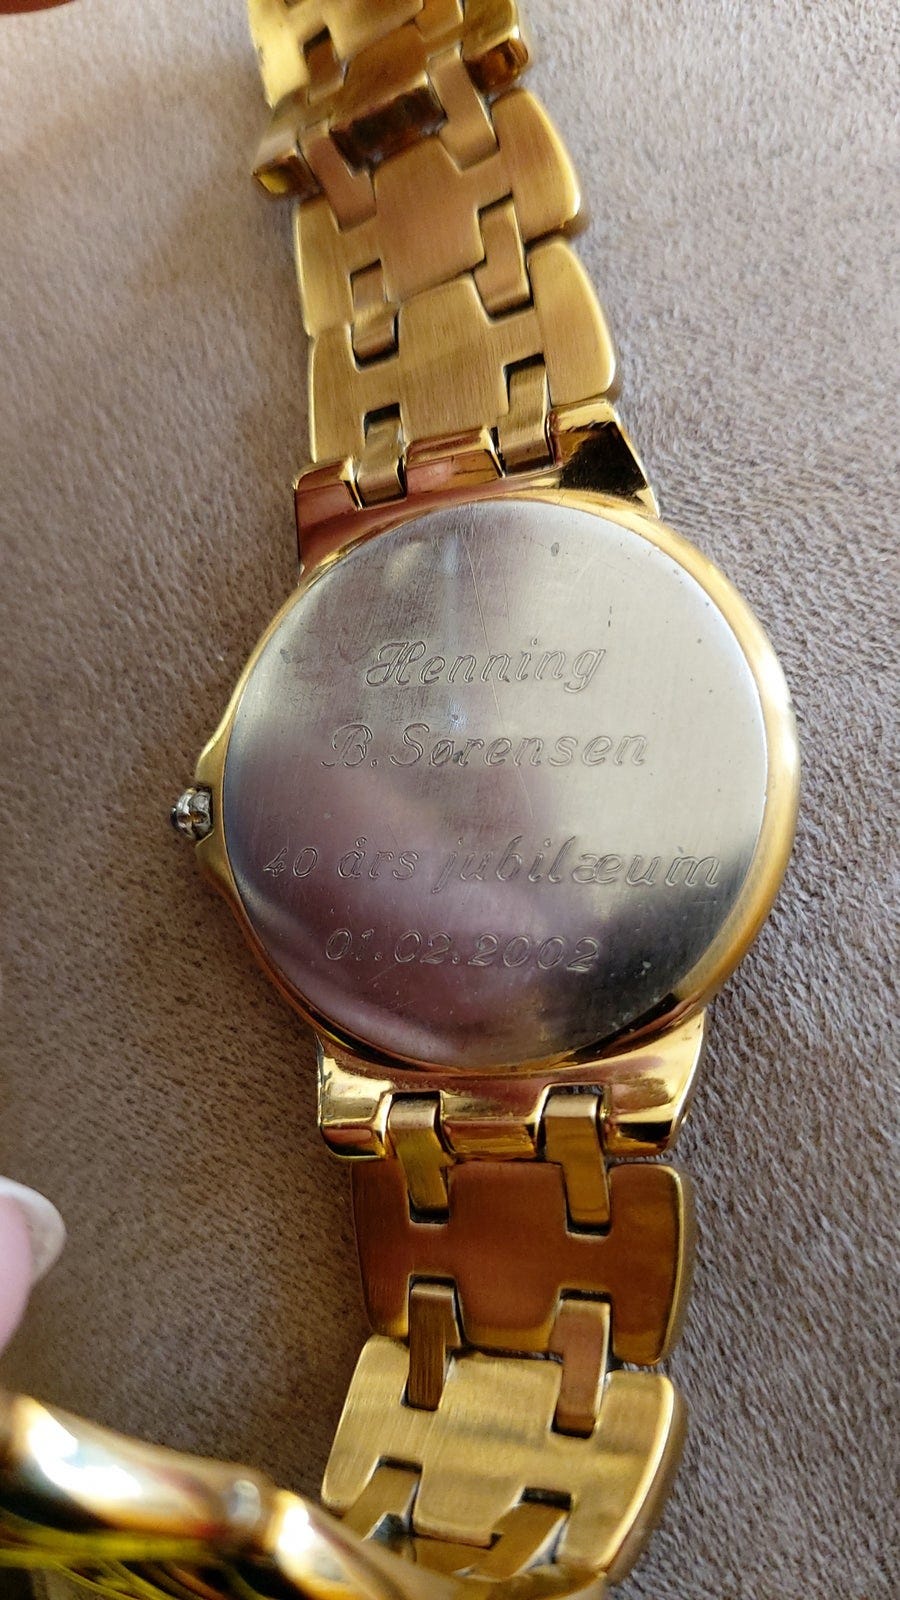 Henning
B. Sørensen
40 års jubilæum
01.02.2002